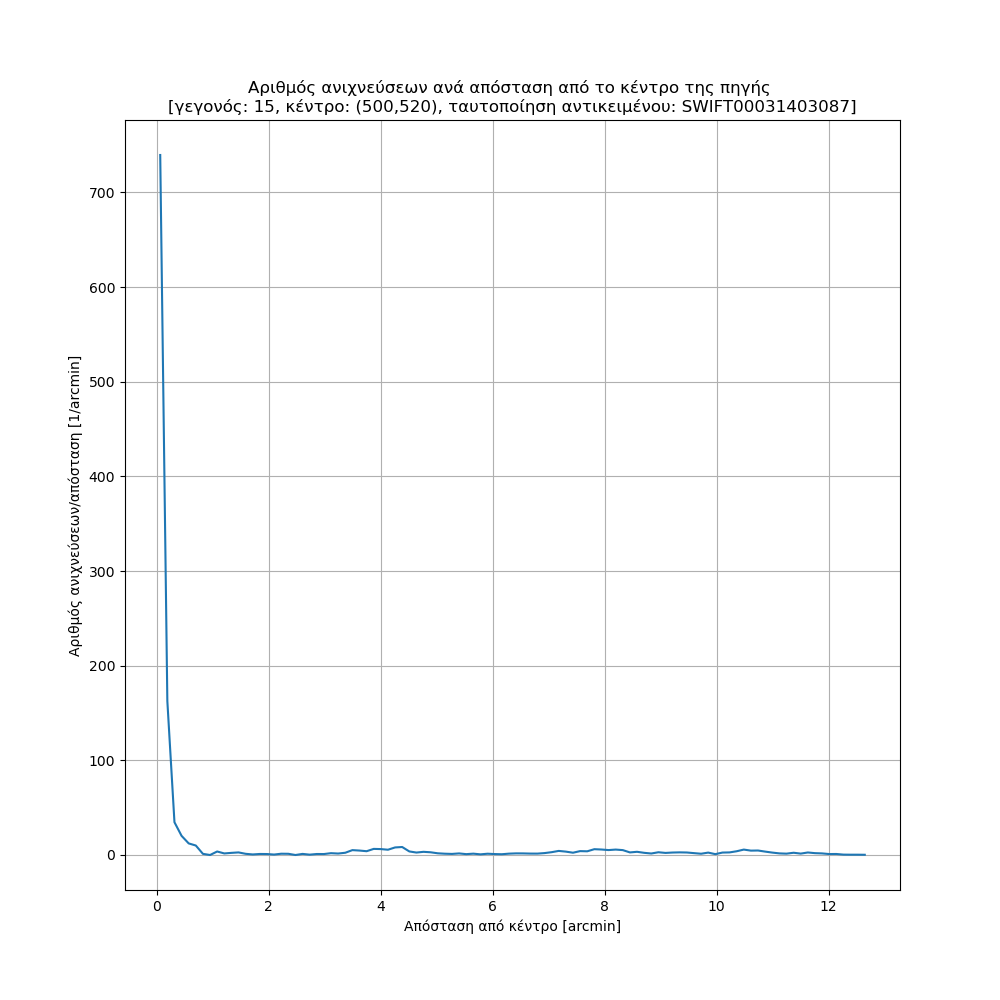 Αριθμός ανιχνεύσεων ανά απόσταση από το κέντρο της πηγής
[γεγονός: 15, κέντρο: (500,520), ταυτοποίηση αντικειμένου: SWIFT00031403087]
700
600
500
400
300
200
100
0
Αριθμός ανιχνεύσεων/απόσταση [1/arcmin]
0 2 4 6 8 10 12
Απόσταση από κέντρο [arcmin]